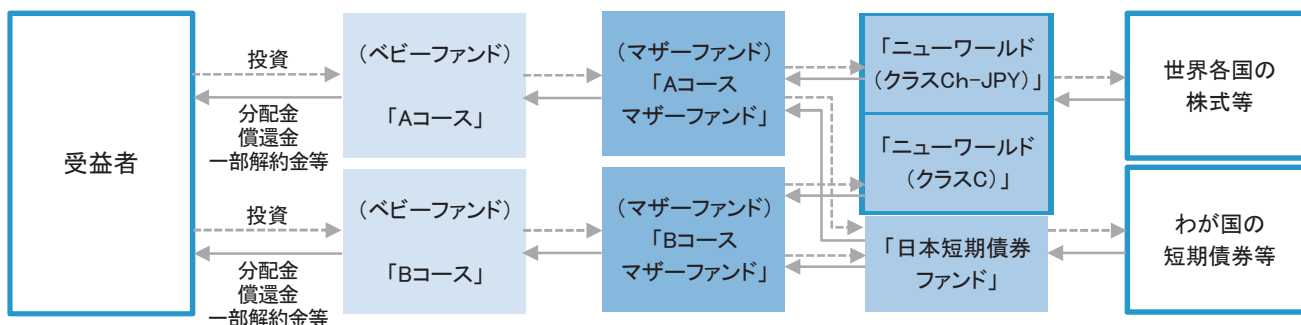 受益者
投資
分配金
償還金
一部解約金等
投資
分配金
償還金
一部解約金等
（ベビーファンド）
「Aコース」
（ベビーファンド）
「Bコース」
（マザーファンド）
「Aコース
マザーファンド」
（マザーファンド）
「Bコース
マザーファンド」
「ニューワールド
（クラスCh-JPY）」
「ニューワールド
（クラスC）」
「日本短期債券
ファンド」
世界各国の
株式等
わが国の
短期債券等